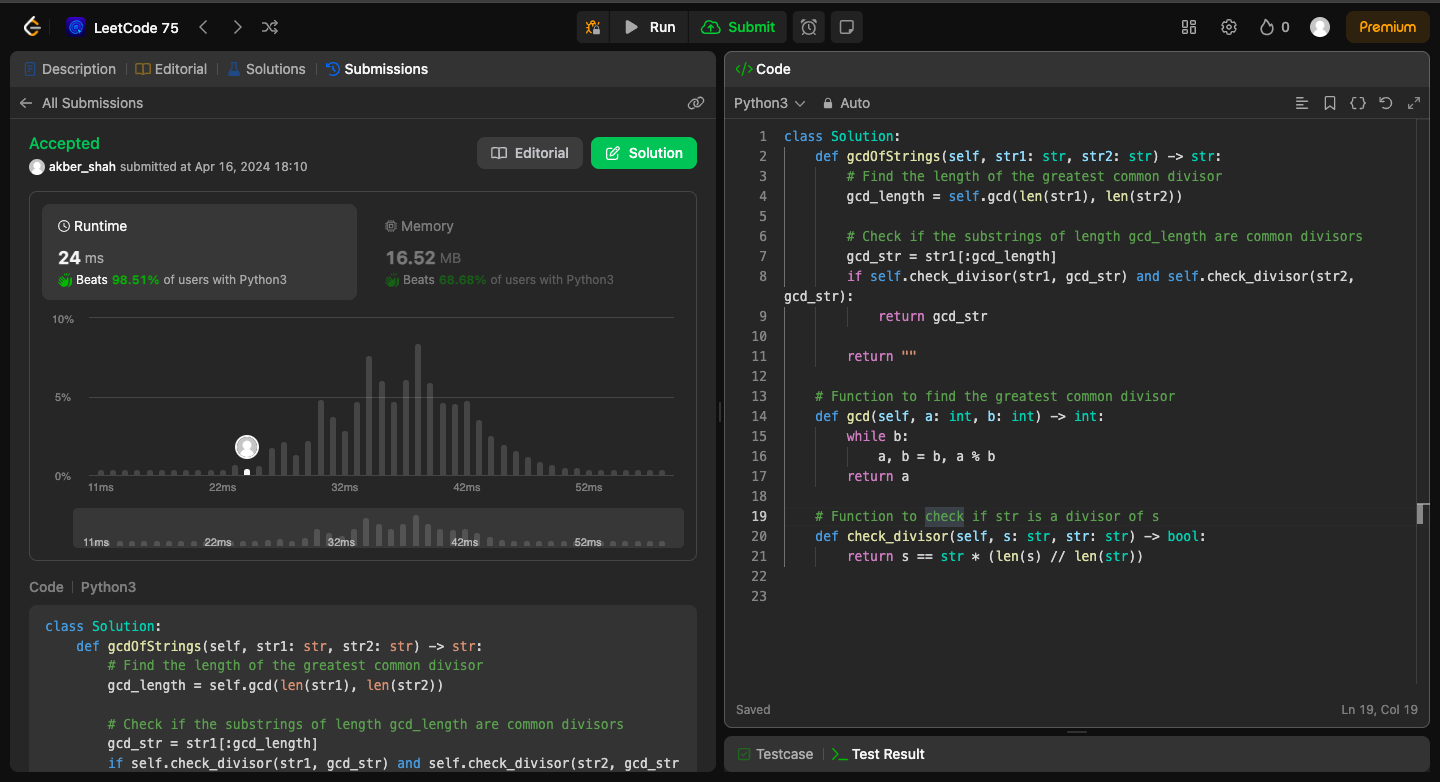 LeetCode 75
Run
Submit
0
Premium
Description | Editorial | Solutions | Submissions
All Submissions
Accepted
akber_shah submitted at Apr 16, 2024 18:10
Editorial
Solution
Runtime
24 ms
Beats 98.51% of users with Python3
Memory
16.52 MB
Beats 68.68% of users with Python3
10%
5%
0%
11ms 22ms 32ms 42ms 52ms
11ms 22ms 32ms 42ms 52ms
Code | Python3
class Solution:
    def gcdOfStrings(self, str1: str, str2: str) -> str:
        # Find the length of the greatest common divisor
        gcd_length = self.gcd(len(str1), len(str2))
        # Check if the substrings of length gcd_length are common divisors
        gcd_str = str1[:gcd_length]
        if self.check_divisor(str1, gcd_str) and self.check_divisor(str2, gcd_str
</> Code
Python3 Auto
1 class Solution:
2     def gcdOfStrings(self, str1: str, str2: str) -> str:
3         # Find the length of the greatest common divisor
4         gcd_length = self.gcd(len(str1), len(str2))
5
6         # Check if the substrings of length gcd_length are common divisors
7         gcd_str = str1[:gcd_length]
8         if self.check_divisor(str1, gcd_str) and self.check_divisor(str2,
gcd_str):
9             return gcd_str
10
11         return ""
12
13     # Function to find the greatest common divisor
14     def gcd(self, a: int, b: int) -> int:
15         while b:
16             a, b = b, a % b
17         return a
18
19     # Function to check if str is a divisor of s
20     def check_divisor(self, s: str, str: str) -> bool:
21         return s == str * (len(s) // len(str))
22
23
Saved
Ln 19, Col 19
Testcase | >_ Test Result